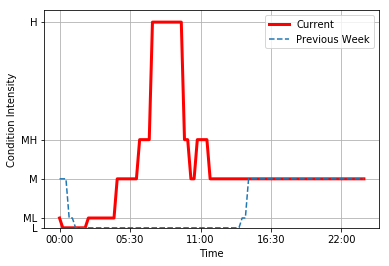 H
Current
Previous Week
Condition Intensity
MH
M
ML
L
00:00 05:30 11:00 16:30 22:00
Time